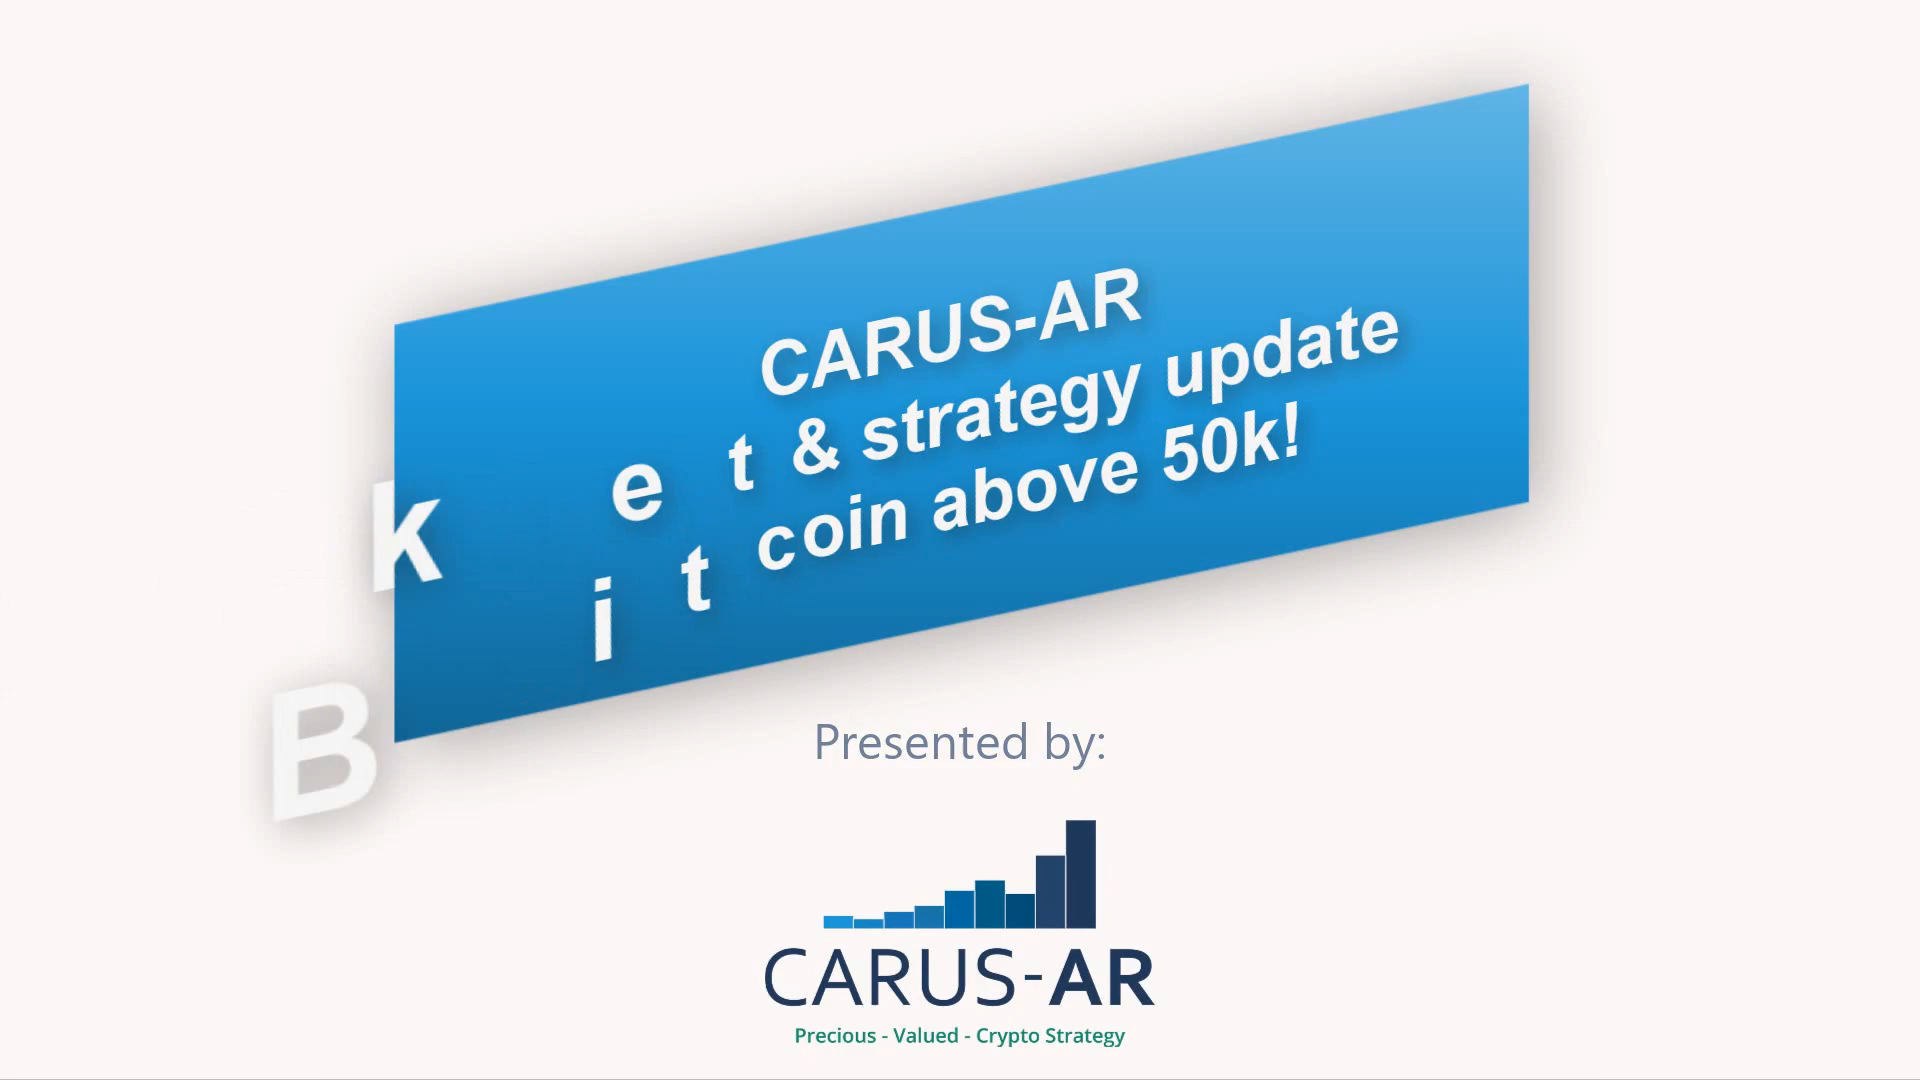 CARUS-AR
k e t & strategy update
B i t coin above 50k!
Presented by:
CARUS-AR
Precious - Valued - Crypto Strategy